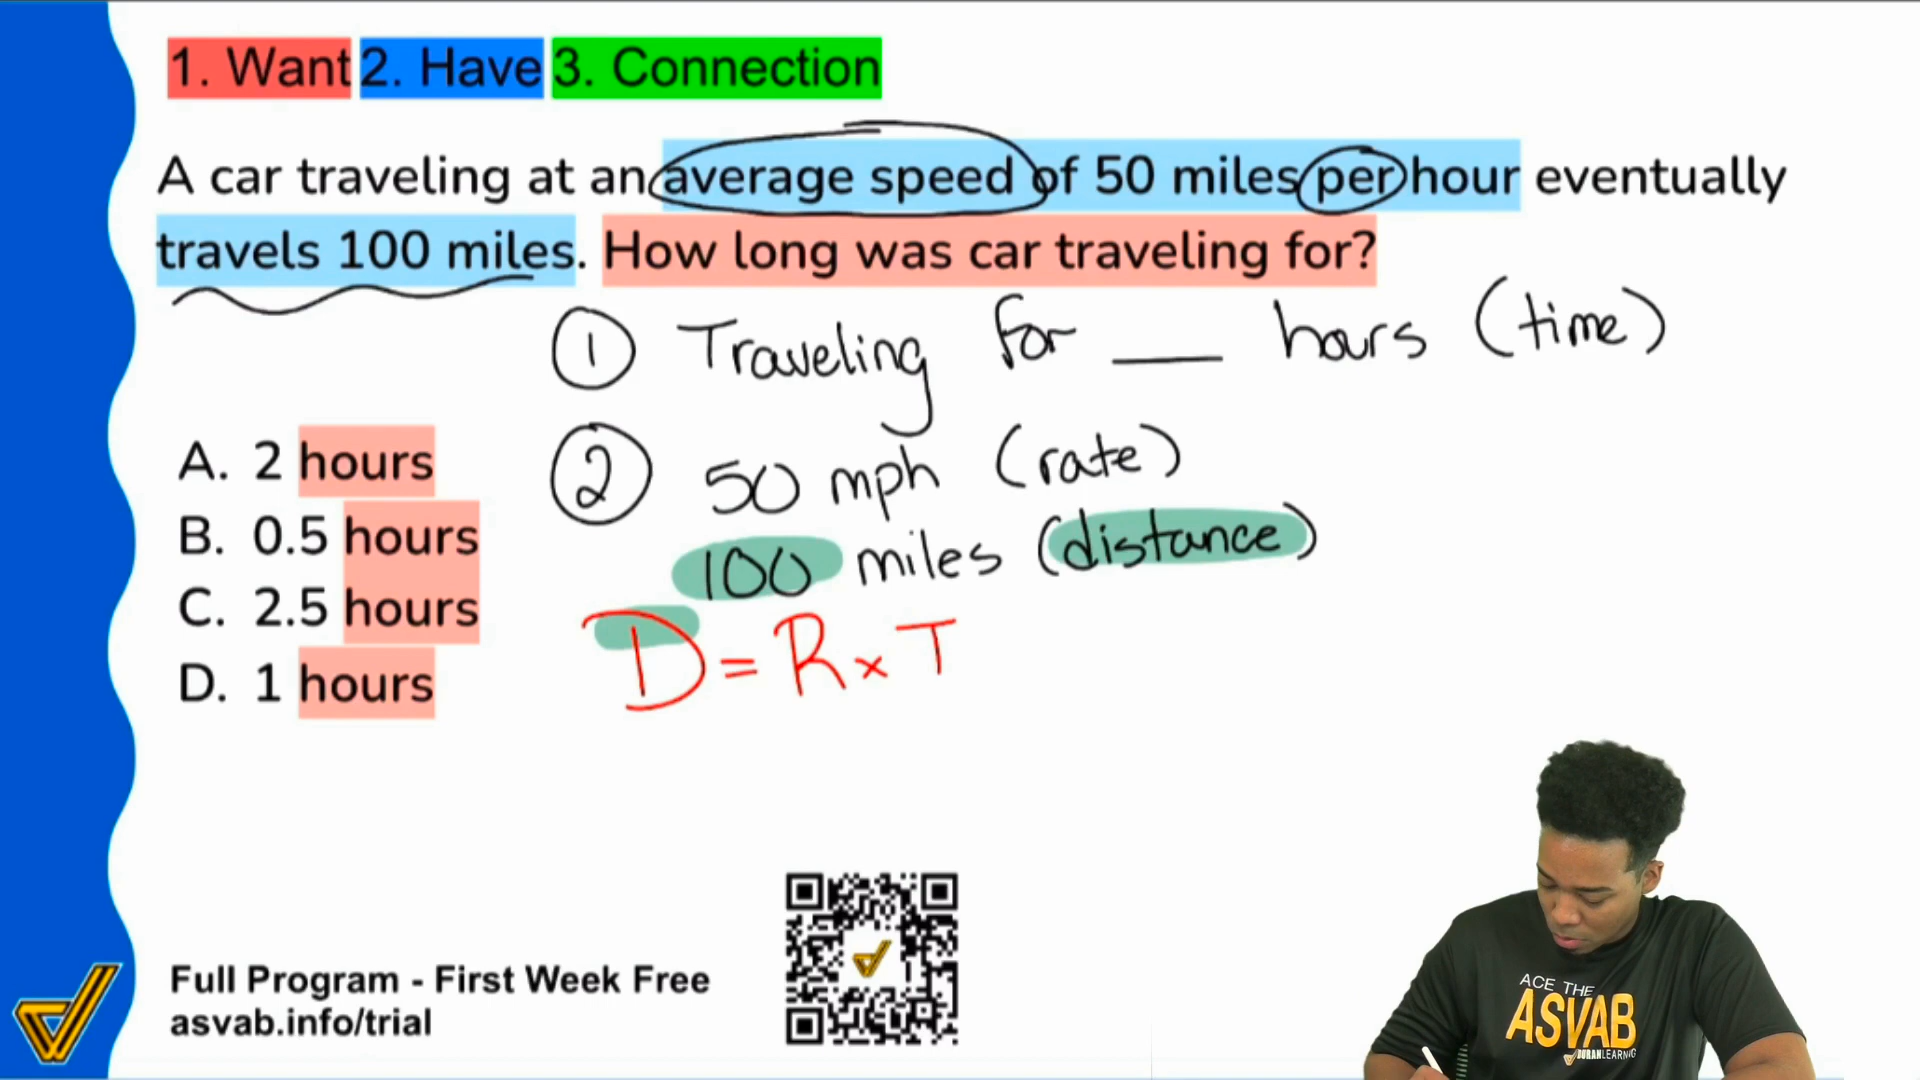 1. Want 2. Have 3. Connection
A car traveling at an average speed of 50 miles per hour eventually
travels 100 miles. How long was car traveling for?
1 Traveling for ___ hours (time)
A. 2 hours
B. 0.5 hours
C. 2.5 hours
D. 1 hours
2 50 mph (rate)
100 miles (distance)
D = R x T
Full Program - First Week Free
asvab.info/trial
ACE THE
ASVAB
DURAN LEARNING